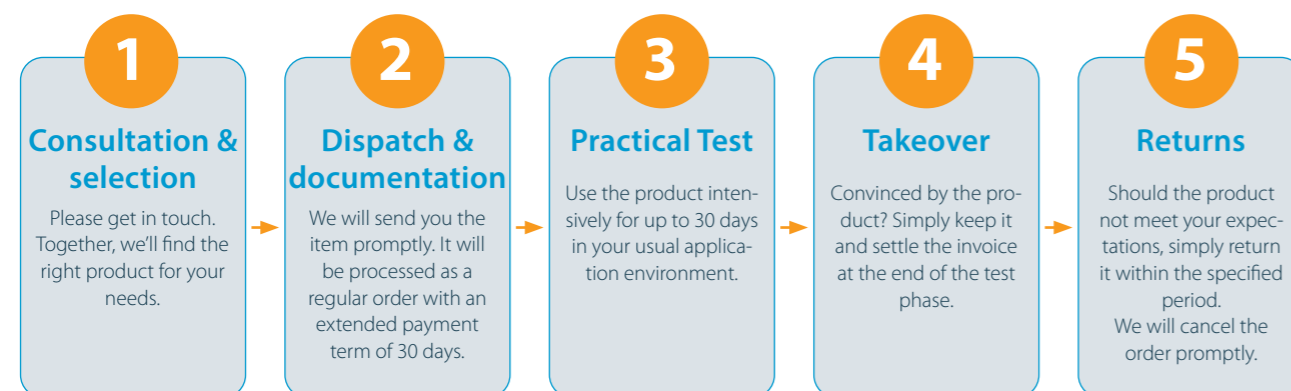 1
Consultation &
selection
Please get in touch.
Together, we’ll find the
right product for your
needs.
2
Dispatch &
documentation
We will send you the
item promptly. It will
be processed as a
regular order with an
extended payment
term of 30 days.
3
Practical Test
Use the product inten-
sively for up to 30 days
in your usual applica-
tion environment.
4
Takeover
Convinced by the pro-
duct? Simply keep it
and settle the invoice
at the end of the test
phase.
5
Returns
Should the product
not meet your expec-
tations, simply return
it within the specified
period.
We will cancel the
order promptly.